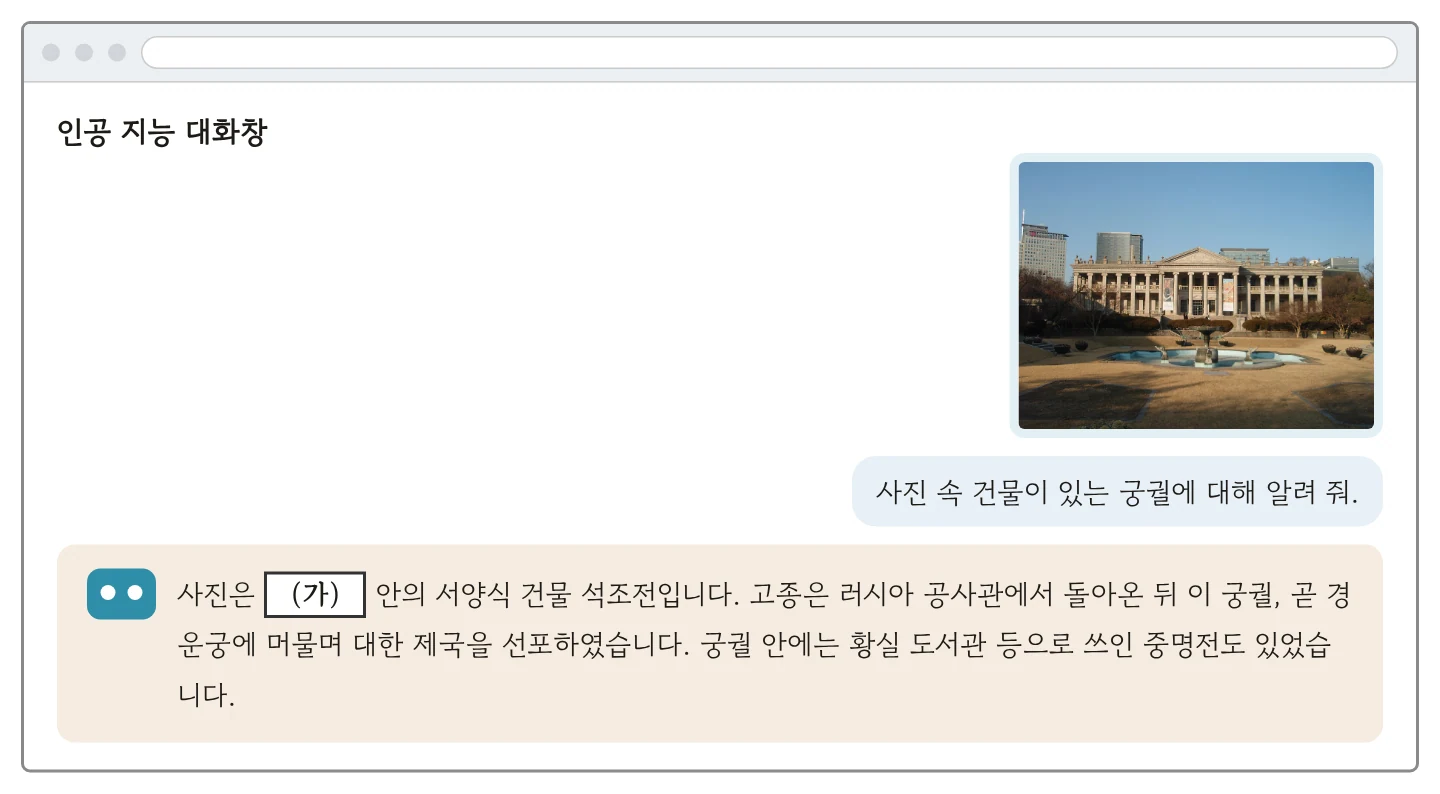 인공 지능 대화창
사진 속 건물이 있는 궁궐에 대해 알려 줘.
사진은 (가) 안의 서양식 건물 석조전입니다. 고종은 러시아 공사관에서 돌아온 뒤 이 궁궐, 곧 경
운궁에 머물며 대한 제국을 선포하였습니다. 궁궐 안에는 황실 도서관 등으로 쓰인 중명전도 있었습
니다.